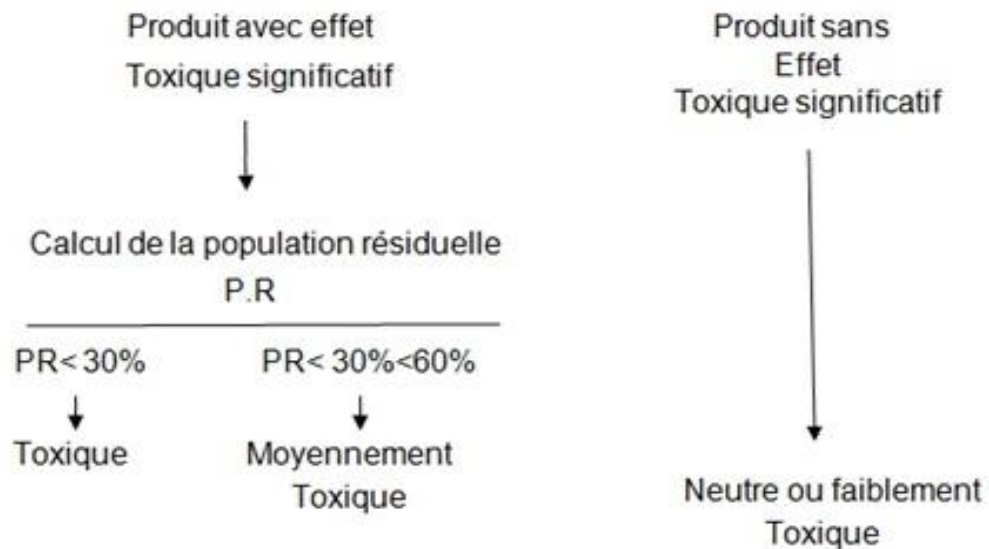 Produit avec effet
Toxique significatif
Calcul de la population résiduelle
P.R
PR< 30%
Toxique
PR< 30%<60%
Moyennement
Toxique
Produit sans
Effet
Toxique significatif
Neutre ou faiblement
Toxique